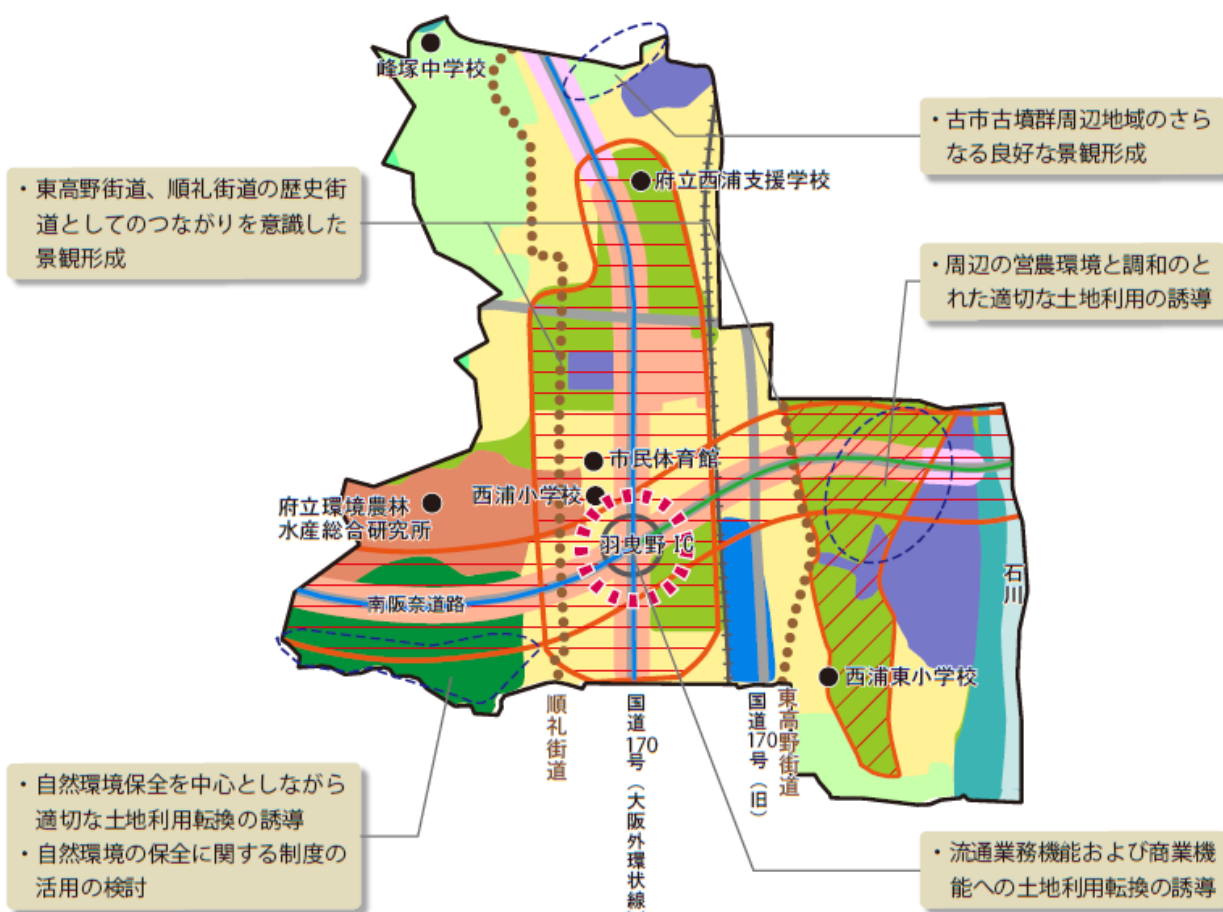 峰塚中学校
・古市古墳群周辺地域のさら
なる良好な景観形成
府立西浦支援学校
・東高野街道、順礼街道の歴史街
道としてのつながりを意識した
景観形成
・周辺の営農環境と調和のと
れた適切な土地利用の誘導
市民体育館
西浦小学校
府立環境農林
水産総合研究所
羽曳野 IC
石川
南阪奈道路
西浦東小学校
順礼街道
国道170号（大阪外環状線
国道170号（旧）
東高野街道
・自然環境保全を中心としながら
適切な土地利用転換の誘導
・自然環境の保全に関する制度の
活用の検討
・流通業務機能および商業機
能への土地利用転換の誘導